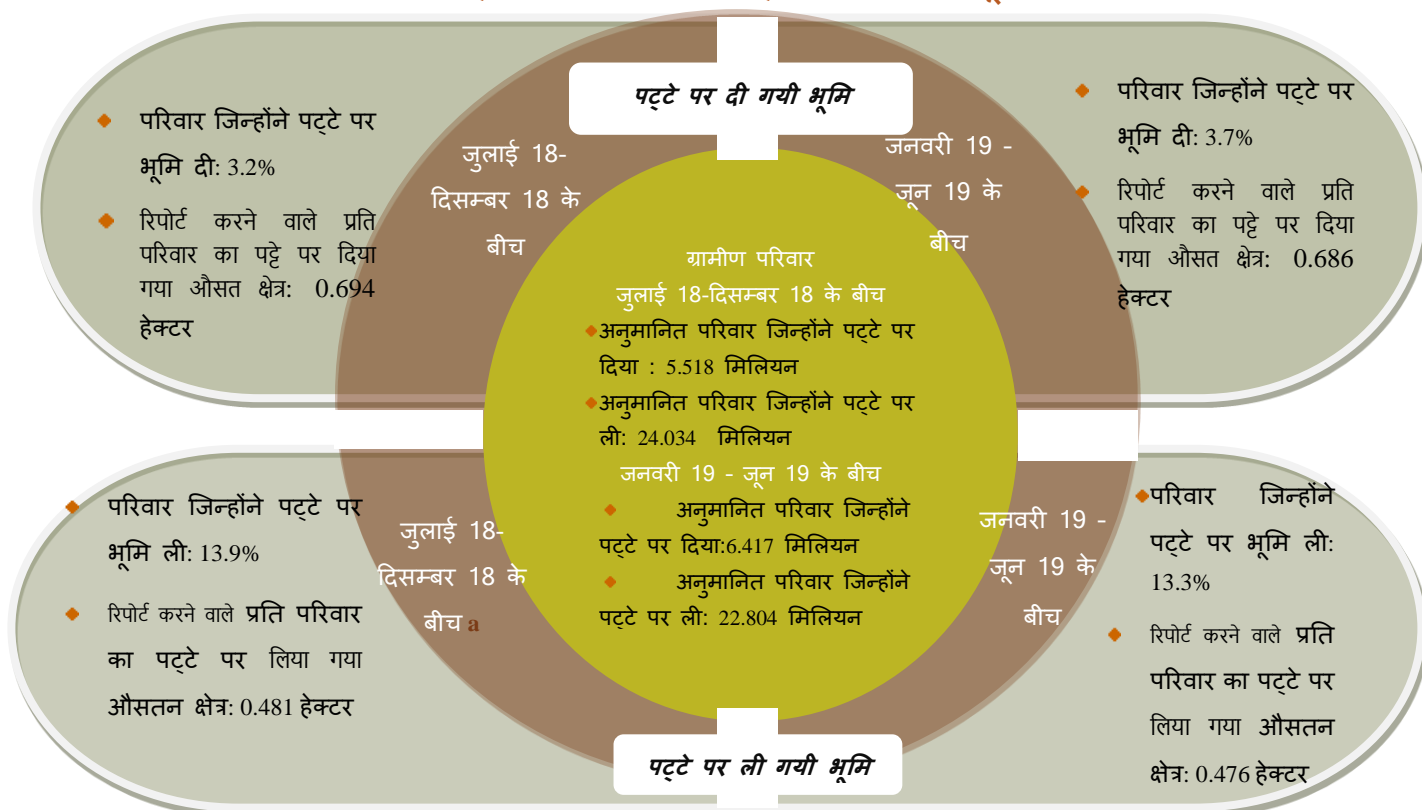 पट्टे पर दी गयी भूमि
परिवार जिन्होंने पट्टे पर
भूमि दी: 3.2%
रिपोर्ट करने वाले प्रति
परिवार का पट्टे पर दिया
गया औसत क्षेत्र: 0.694
हेक्टर
जुलाई 18-
दिसम्बर 18 के
बीच
जनवरी 19 -
जून 19 के
बीच
परिवार जिन्होंने पट्टे पर
भूमि दी: 3.7%
रिपोर्ट करने वाले प्रति
परिवार का पट्टे पर दिया
गया औसत क्षेत्र: 0.686
हेक्टर
ग्रामीण परिवार
जुलाई 18-दिसम्बर 18 के बीच
अनुमानित परिवार जिन्होंने पट्टे पर
दिया : 5.518 मिलियन
अनुमानित परिवार जिन्होंने पट्टे पर
ली: 24.034 मिलियन
जनवरी 19 - जून 19 के बीच
अनुमानित परिवार जिन्होंने
पट्टे पर दिया:6.417 मिलियन
अनुमानित परिवार जिन्होंने
पट्टे पर ली: 22.804 मिलियन
परिवार जिन्होंने पट्टे पर
भूमि ली: 13.9%
रिपोर्ट करने वाले प्रति परिवार
का पट्टे पर लिया गया
औसतन क्षेत्र: 0.481 हेक्टर
जुलाई 18-
दिसम्बर 18 के
बीच a
जनवरी 19 -
जून 19 के
बीच
परिवार जिन्होंने
पट्टे पर भूमि ली:
13.3%
रिपोर्ट करने वाले प्रति
परिवार का पट्टे पर
लिया गया औसतन
क्षेत्र: 0.476 हेक्टर
पट्टे पर ली गयी भूमि